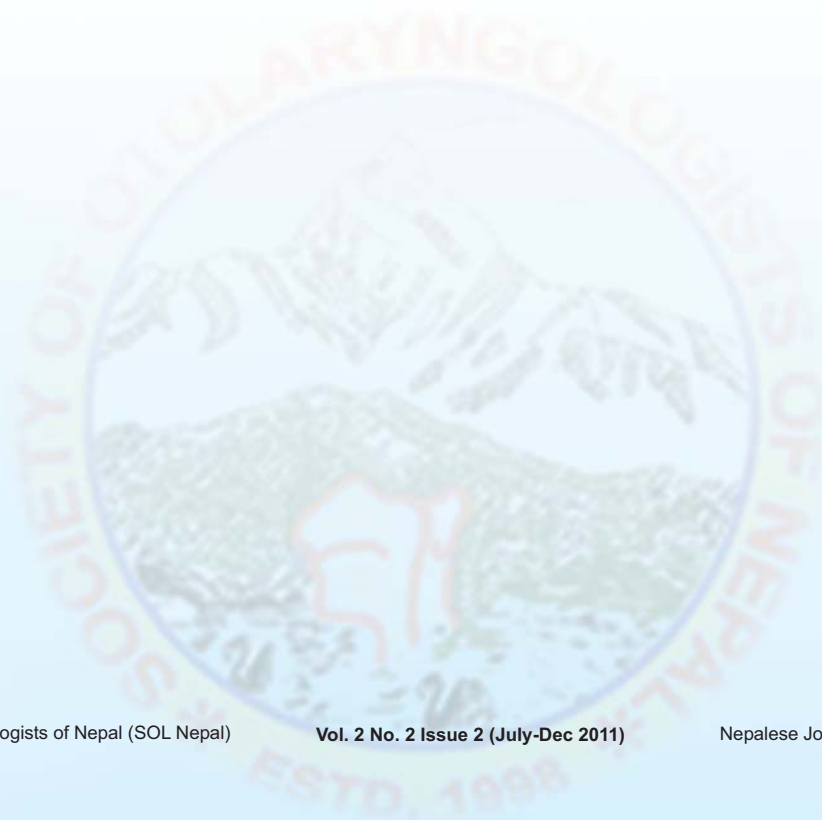 SOCIETY OF OTOLARYNGOLOGISTS OF NEPAL
* ESTD. 1998 *
ogists of Nepal (SOL Nepal) Vol. 2 No. 2 Issue 2 (July-Dec 2011) Nepalese Jo